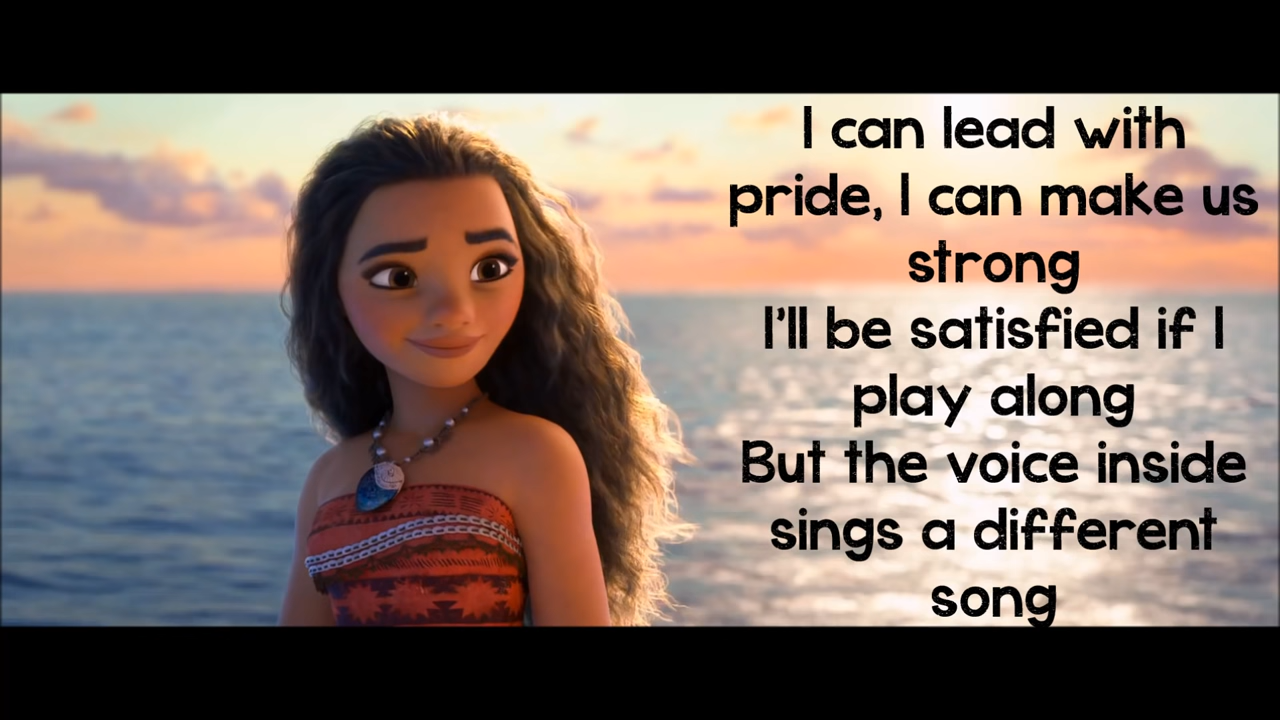 I can lead with
pride, I can make us
strong
I'll be satisfied if I
play along
But the voice inside
sings a different
song